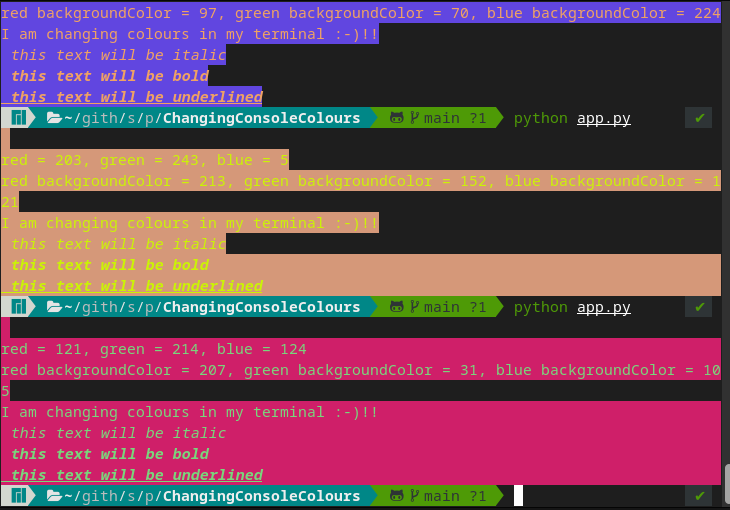 red backgroundColor = 97, green backgroundColor = 70, blue backgroundColor = 224
I am changing colours in my terminal :-)!!
this text will be italic
this text will be bold
this text will be underlined
~/gith/s/p/ChangingConsoleColours main ?1 python app.py ✔
red = 203, green = 243, blue = 5
red backgroundColor = 213, green backgroundColor = 152, blue backgroundColor = 1
21
I am changing colours in my terminal :-)!!
this text will be italic
this text will be bold
this text will be underlined
~/gith/s/p/ChangingConsoleColours main ?1 python app.py ✔
red = 121, green = 214, blue = 124
red backgroundColor = 207, green backgroundColor = 31, blue backgroundColor = 10
5
I am changing colours in my terminal :-)!!
this text will be italic
this text will be bold
this text will be underlined
~/gith/s/p/ChangingConsoleColours main ?1 ✔